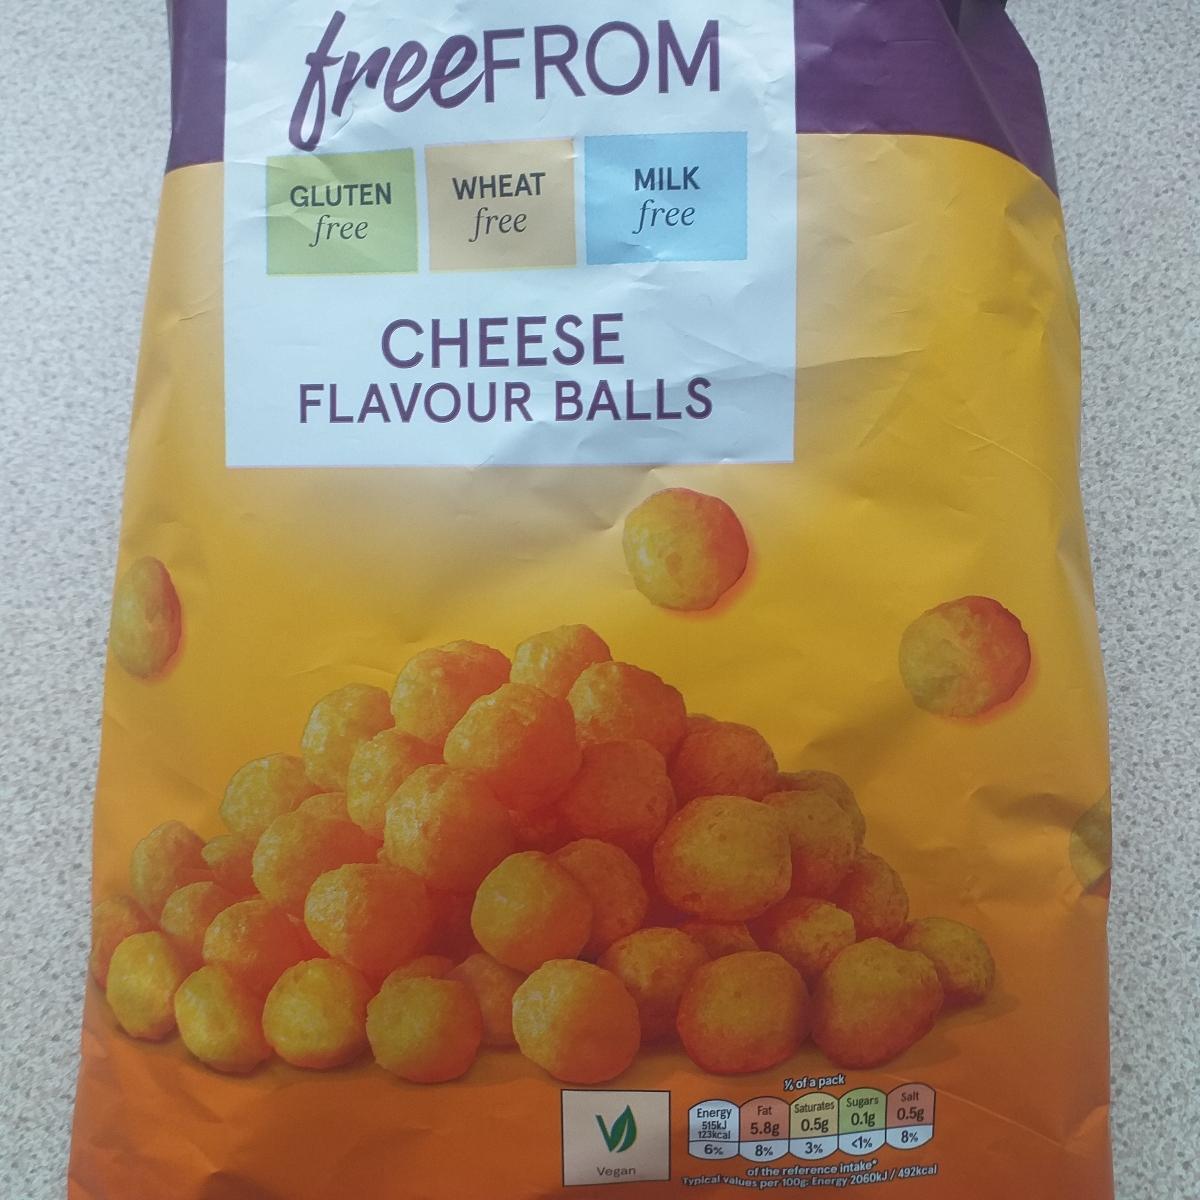 freeFROM
GLUTEN free
WHEAT free
MILK free
CHEESE
FLAVOUR BALLS
Vegan
of a pack
Energy 515kJ 123kcal 6%
Fat 5.8g 8%
Saturates 0.5g 3%
Sugars 0.1g <1%
Salt 0.5g 8%
of the reference intake*
Typical values per 100g: Energy 2060kJ / 492kcal